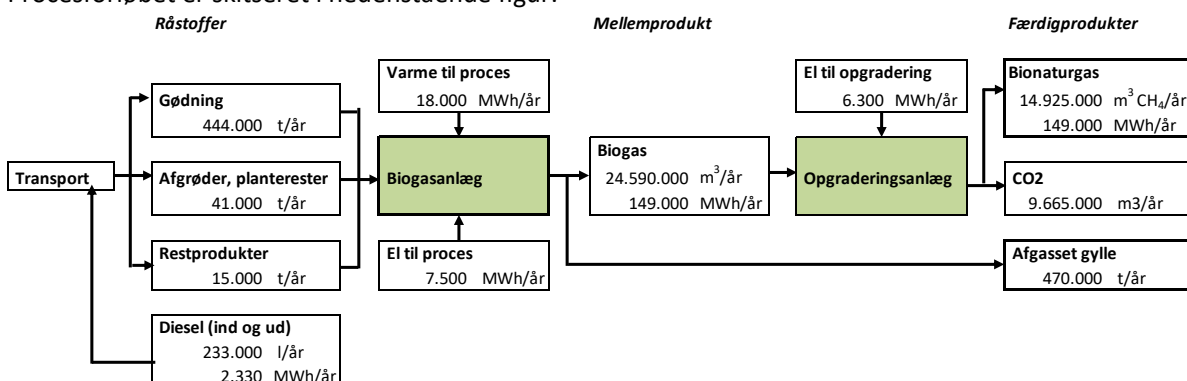 Procesforløbet er skitseret i nedenstående figur.
Råstoffer
Mellemprodukt
Færdigprodukter
Varme til proces
18.000 MWh/år
El til opgradering
6.300 MWh/år
Bionaturgas
14.925.000 m³ CH₄/år
149.000 MWh/år
Gødning
444.000 t/år
Transport
Afgrøder, planterester
41.000 t/år
Biogasanlæg
Biogas
24.590.000 m³/år
149.000 MWh/år
Opgraderingsanlæg
CO2
9.665.000 m3/år
Restprodukter
15.000 t/år
El til proces
7.500 MWh/år
Afgasset gylle
470.000 t/år
Diesel (ind og ud)
233.000 l/år
2.330 MWh/år